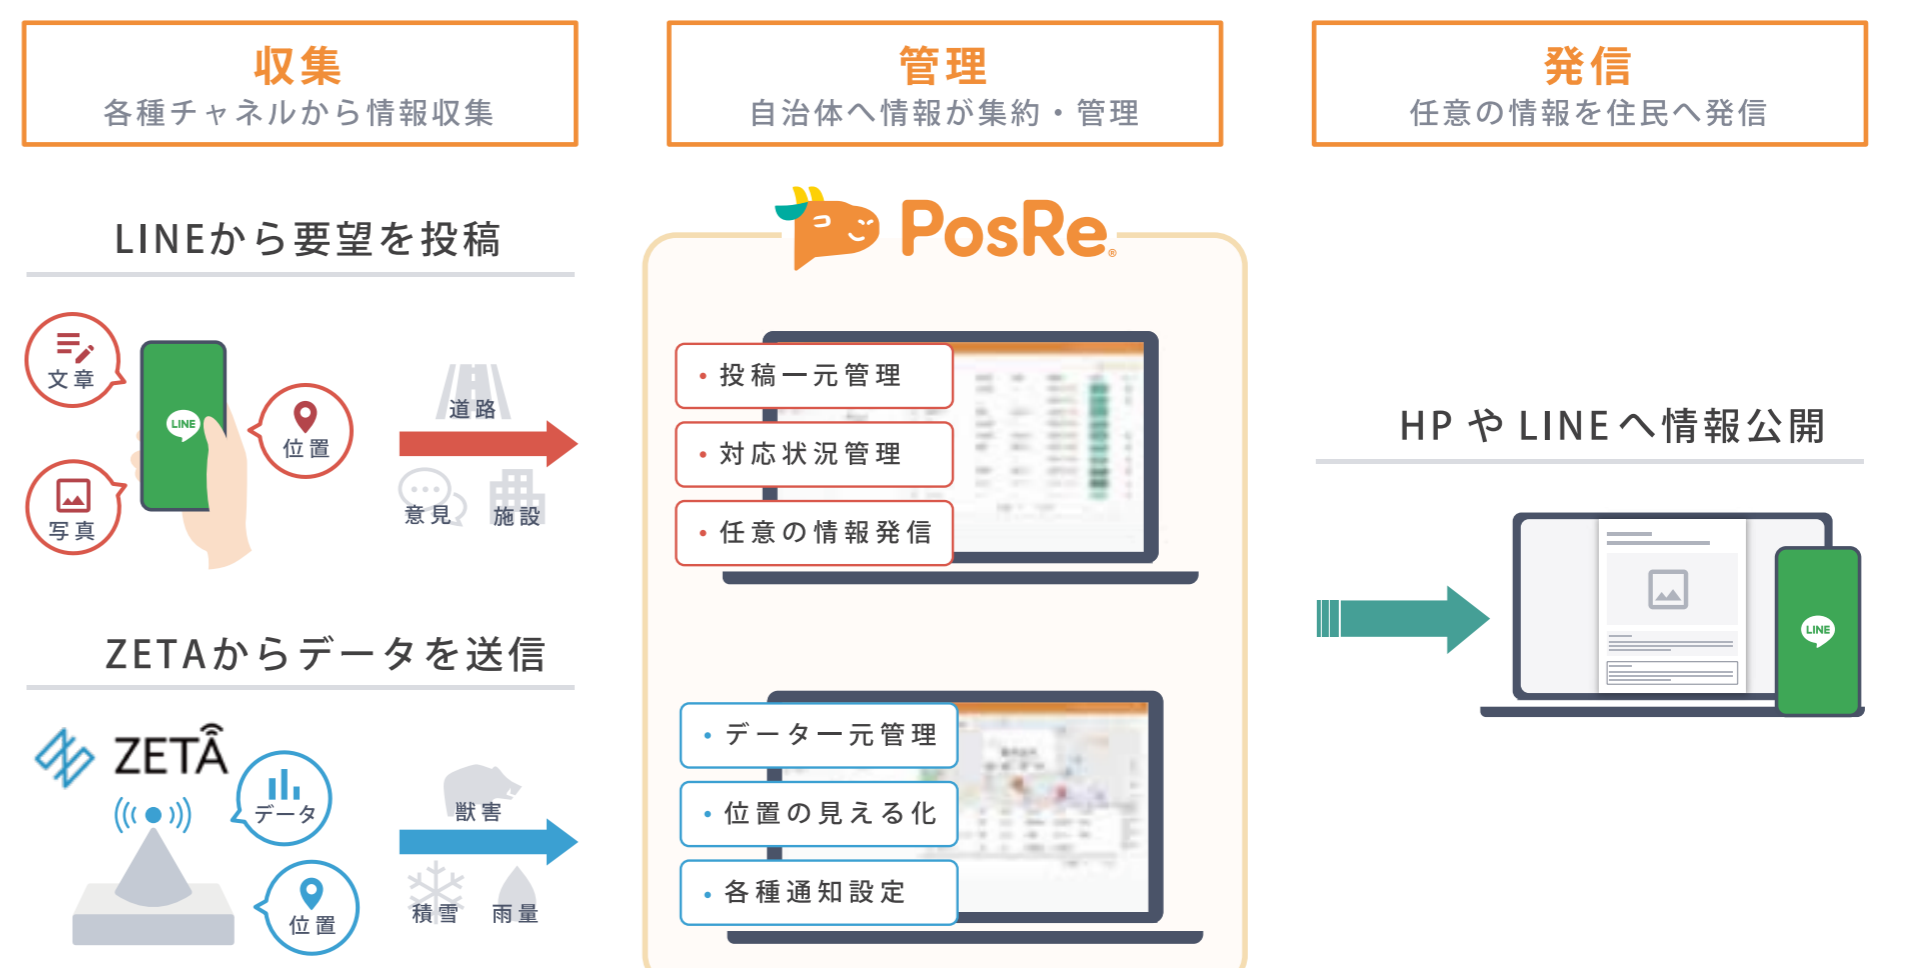 収集
各種チャネルから情報収集
管理
自治体へ情報が集約・管理
発信
任意の情報を住民へ発信
LINEから要望を投稿
文章
LINE
位置
写真
道路
意見
施設
ZETAからデータを送信
ZETA
データ
位置
獣害
積雪
雨量
PosRe®
・投稿一元管理
・対応状況管理
・任意の情報発信
・データ一元管理
・位置の見える化
・各種通知設定
HP や LINE へ情報公開
LINE